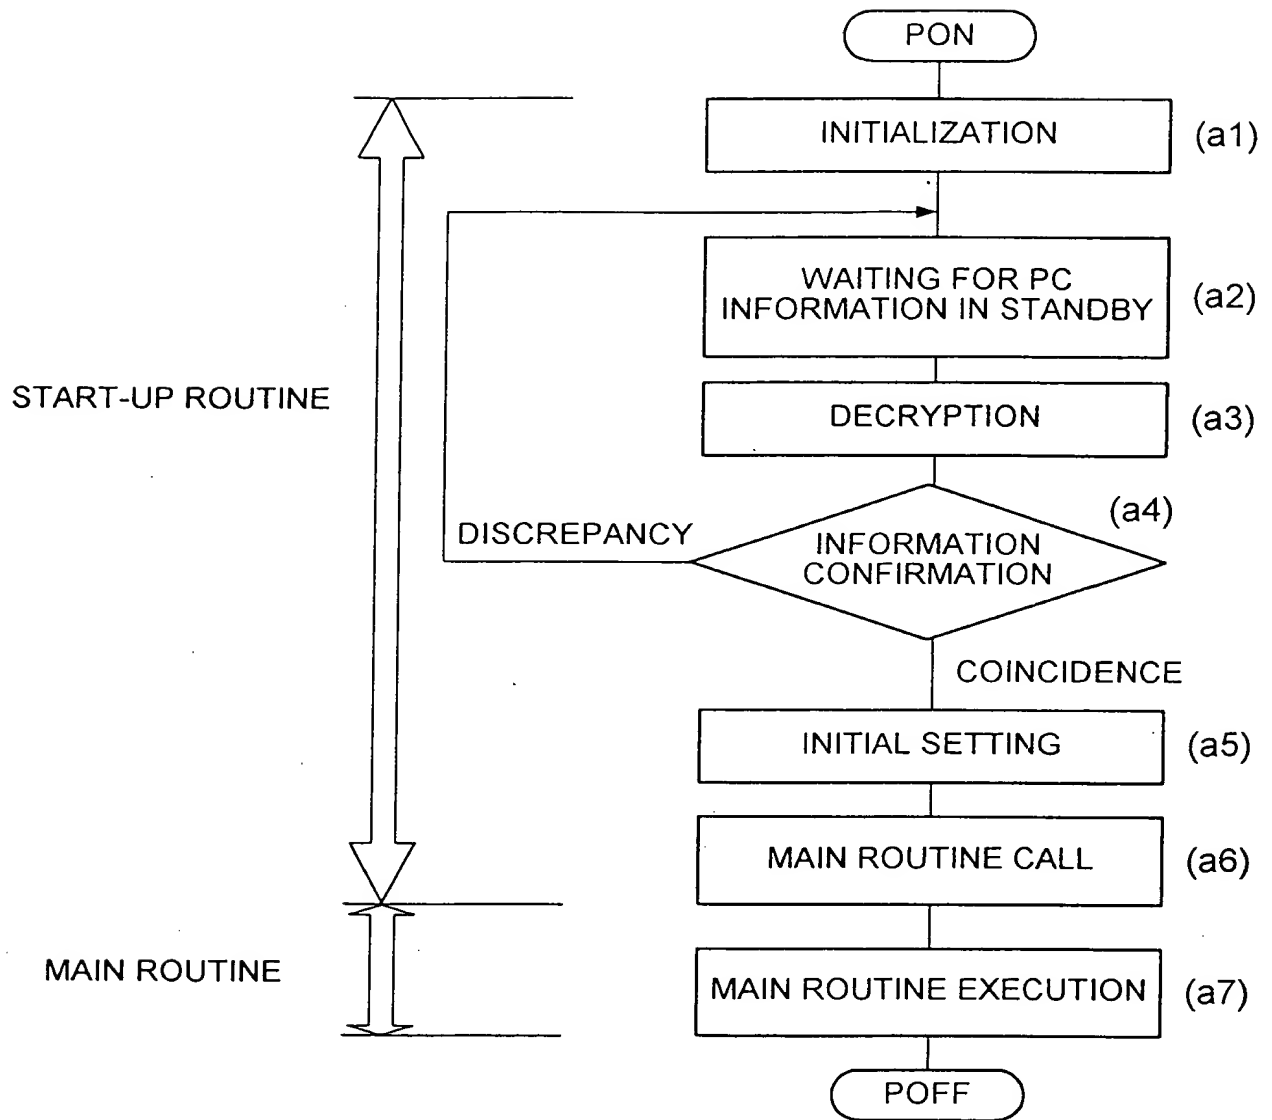 PON
INITIALIZATION
(a1)
WAITING FOR PC
INFORMATION IN STANDBY
(a2)
START-UP ROUTINE
DECRYPTION
(a3)
(a4)
DISCREPANCY
INFORMATION
CONFIRMATION
COINCIDENCE
INITIAL SETTING
(a5)
MAIN ROUTINE CALL
(a6)
MAIN ROUTINE
MAIN ROUTINE EXECUTION
(a7)
POFF